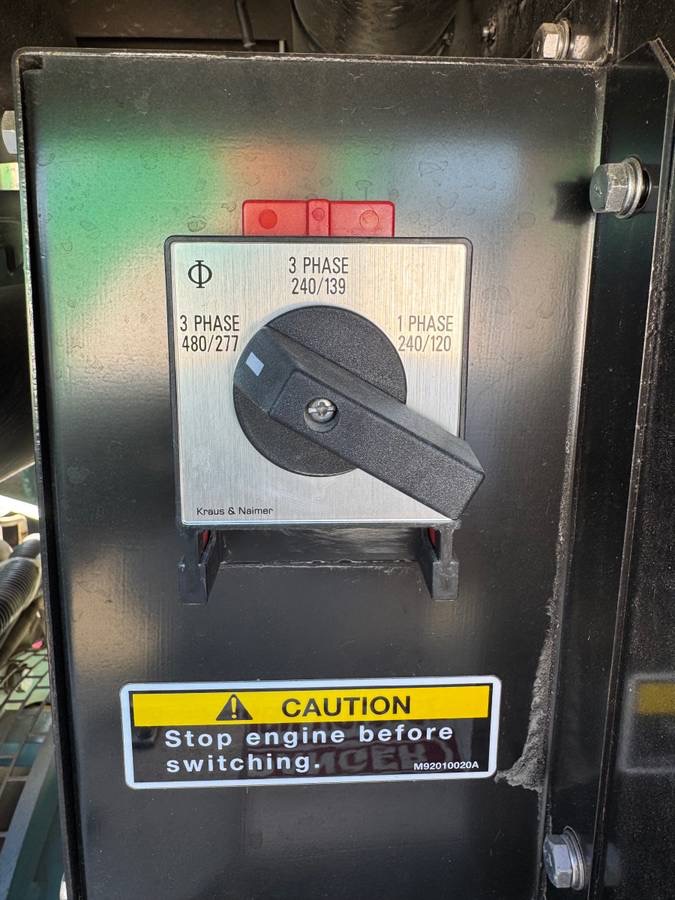 3 PHASE
240/139
3 PHASE
480/277
1 PHASE
240/120
Kraus & Naimer
CAUTION
Stop engine before
switching.
M92010020A